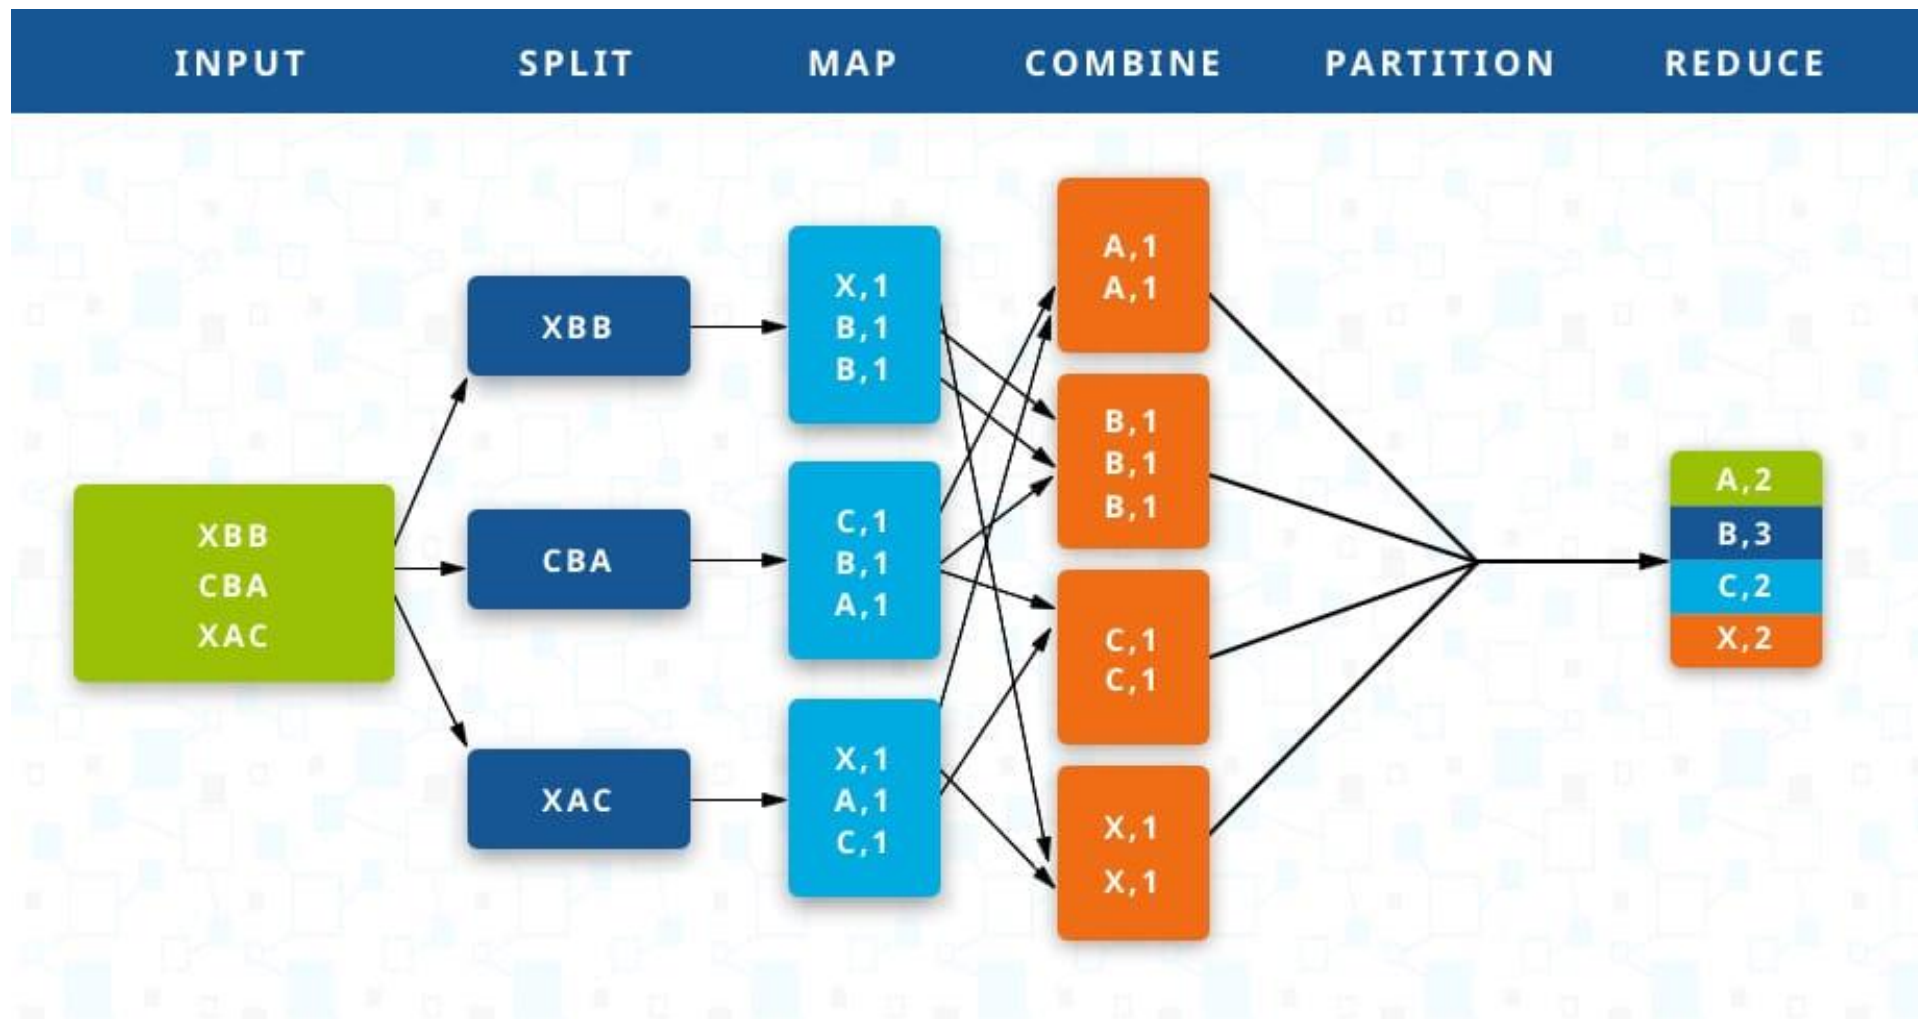 INPUT SPLIT MAP COMBINE PARTITION REDUCE
XBB
CBA
XAC
XBB
CBA
XAC
X,1
B,1
B,1
C,1
B,1
A,1
X,1
A,1
C,1
A,1
A,1
B,1
B,1
B,1
C,1
C,1
X,1
X,1
A,2
B,3
C,2
X,2